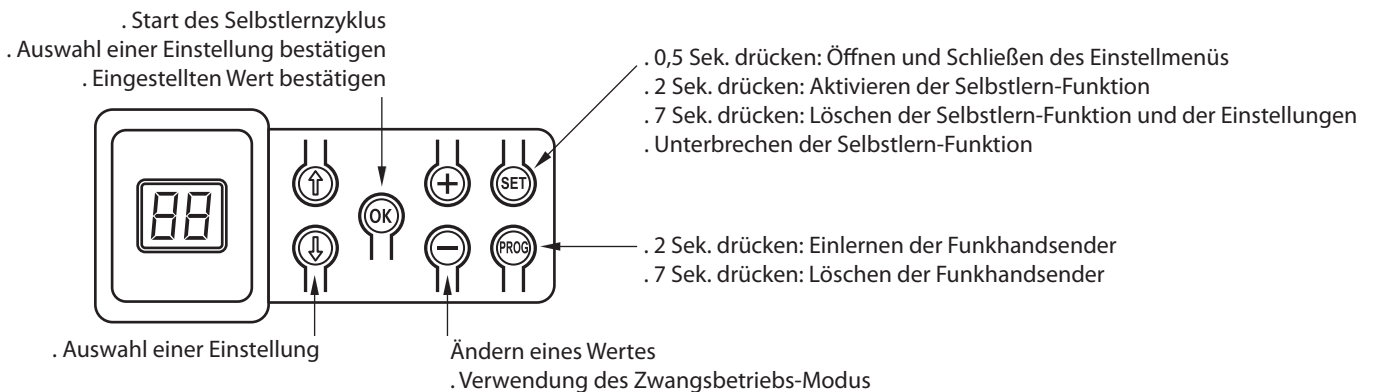 . Start des Selbstlernzyklus
. Auswahl einer Einstellung bestätigen
. Eingestellten Wert bestätigen
. 0,5 Sek. drücken: Öffnen und Schließen des Einstellmenüs
. 2 Sek. drücken: Aktivieren der Selbstlern-Funktion
. 7 Sek. drücken: Löschen der Selbstlern-Funktion und der Einstellungen
. Unterbrechen der Selbstlern-Funktion
88
OK
SET
PROG
. 2 Sek. drücken: Einlernen der Funkhandsender
. 7 Sek. drücken: Löschen der Funkhandsender
. Auswahl einer Einstellung
Ändern eines Wertes
. Verwendung des Zwangsbetriebs-Modus